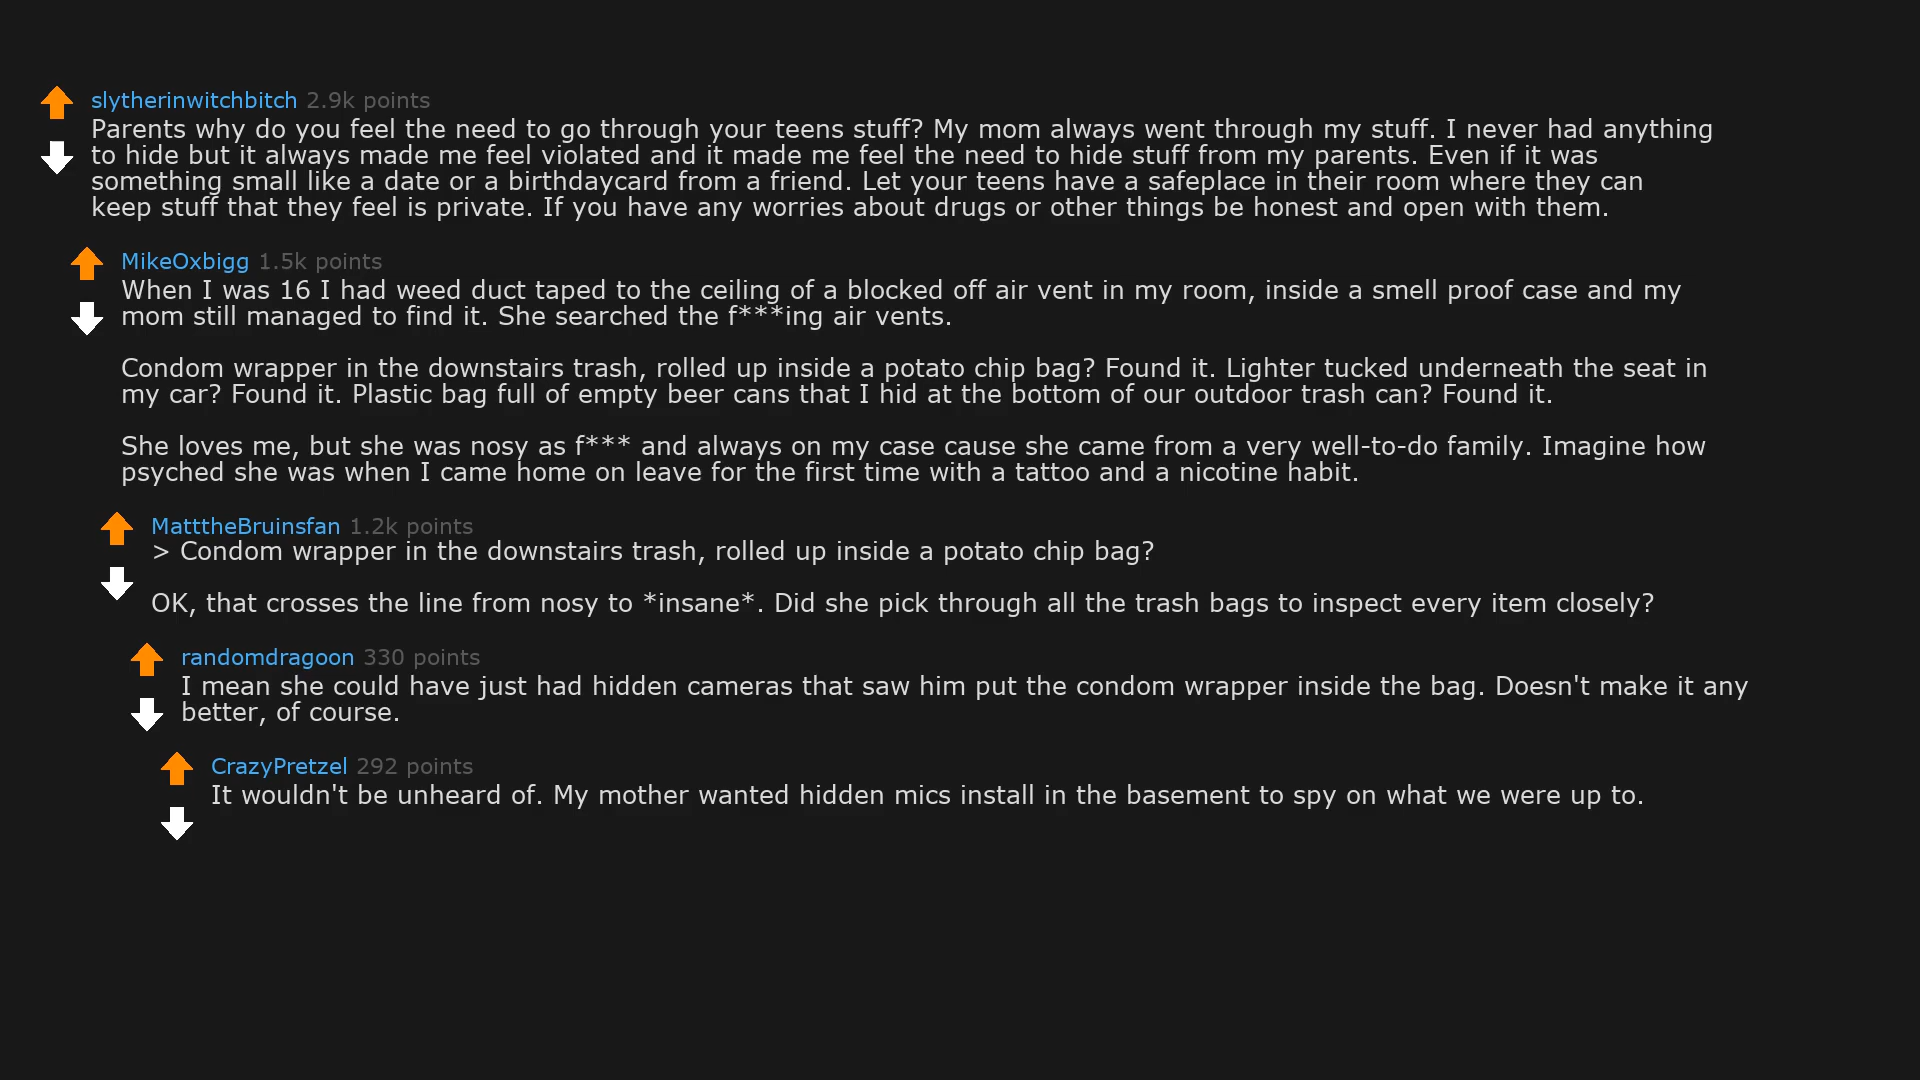 slytherinwitchbitch 2.9k points
Parents why do you feel the need to go through your teens stuff? My mom always went through my stuff. I never had anything
to hide but it always made me feel violated and it made me feel the need to hide stuff from my parents. Even if it was
something small like a date or a birthdaycard from a friend. Let your teens have a safeplace in their room where they can
keep stuff that they feel is private. If you have any worries about drugs or other things be honest and open with them.
MikeOxbigg 1.5k points
When I was 16 I had weed duct taped to the ceiling of a blocked off air vent in my room, inside a smell proof case and my
mom still managed to find it. She searched the f***ing air vents.
Condom wrapper in the downstairs trash, rolled up inside a potato chip bag? Found it. Lighter tucked underneath the seat in
my car? Found it. Plastic bag full of empty beer cans that I hid at the bottom of our outdoor trash can? Found it.
She loves me, but she was nosy as f*** and always on my case cause she came from a very well-to-do family. Imagine how
psyched she was when I came home on leave for the first time with a tattoo and a nicotine habit.
MatttheBruinsfan 1.2k points
> Condom wrapper in the downstairs trash, rolled up inside a potato chip bag?
OK, that crosses the line from nosy to *insane*. Did she pick through all the trash bags to inspect every item closely?
randomdragoon 330 points
I mean she could have just had hidden cameras that saw him put the condom wrapper inside the bag. Doesn't make it any
better, of course.
CrazyPretzel 292 points
It wouldn't be unheard of. My mother wanted hidden mics install in the basement to spy on what we were up to.